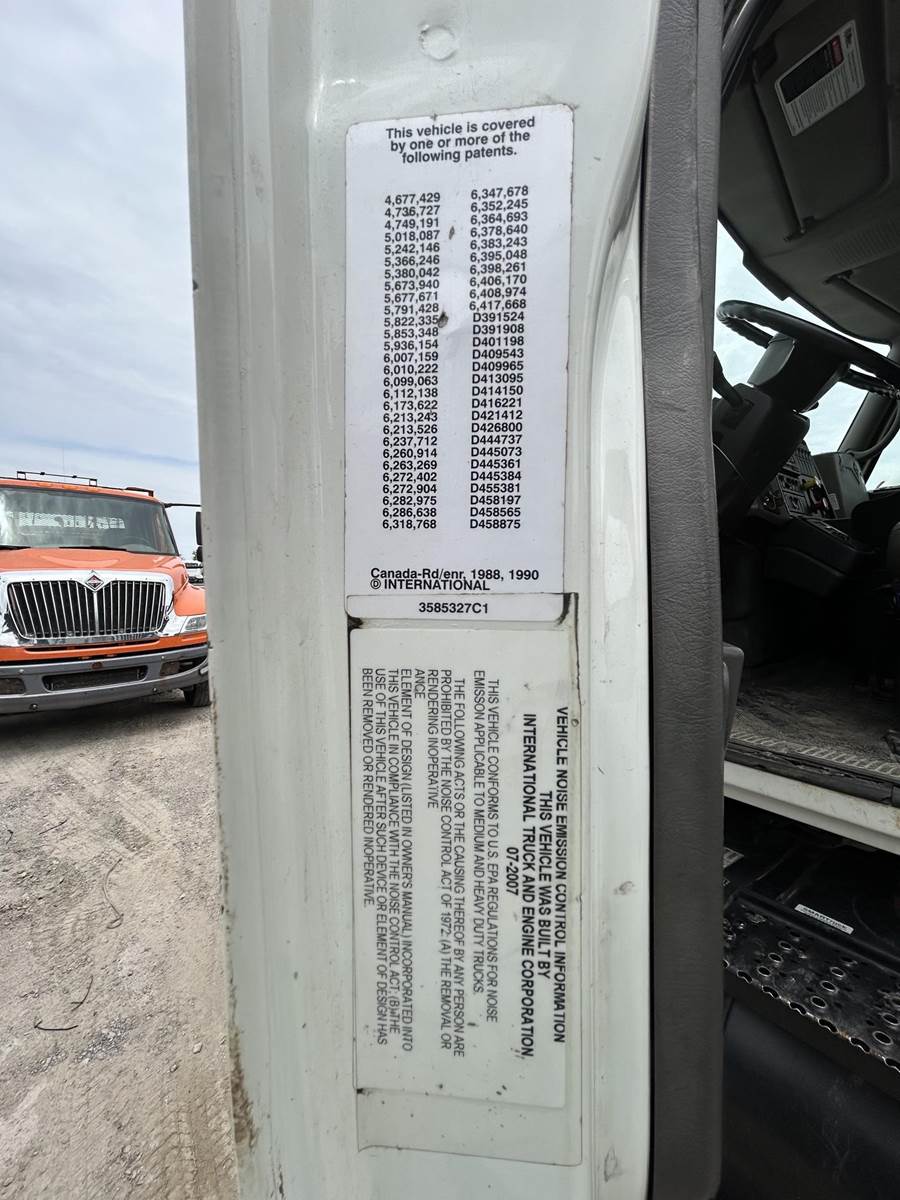 This vehicle is covered
by one or more of the
following patents.
4,677,429
4,736,727
4,749,191
5,018,087
5,242,146
5,366,246
5,380,042
5,673,940
5,677,671
5,791,428
5,822,335
5,853,348
5,936,154
6,007,159
6,010,222
6,099,063
6,112,138
6,173,622
6,213,243
6,213,526
6,237,712
6,260,914
6,263,269
6,272,402
6,272,904
6,282,975
6,286,638
6,318,768
6,347,678
6,352,245
6,364,693
6,378,640
6,383,243
6,395,048
6,398,261
6,406,170
6,408,974
6,417,668
D391524
D391908
D401198
D409543
D409965
D413095
D414150
D416221
D421412
D426800
D444737
D445073
D445361
D445384
D455381
D458197
D458565
D458875
Canada-Rd/enr, 1988, 1990
© INTERNATIONAL
3585327C1
VEHICLE NOISE EMISSION CONTROL INFORMATION
THIS VEHICLE WAS BUILT BY
INTERNATIONAL TRUCK AND ENGINE CORPORATION
07-2007
THIS VEHICLE CONFORMS TO U.S. EPA REGULATIONS FOR NOISE
EMISSON APPLICABLE TO MEDIUM AND HEAVY DUTY TRUCKS.
THE FOLLOWING ACTS OR THE CAUSING THEREOF BY ANY PERSON ARE
PROHIBITED BY THE NOISE CONTROL ACT OF 1972: (A) THE REMOVAL OR
RENDERING INOPERATIVE
ANCE
ELEMENT OF DESIGN (LISTED IN OWNER'S MANUAL) INCORPORATED INTO
THIS VEHICLE IN COMPLIANCE WITH THE NOISE CONTROL ACT: (B) THE
USE OF THIS VEHICLE AFTER SUCH DEVICE OR ELEMENT OF DESIGN HAS
BEEN REMOVED OR RENDERED INOPERATIVE.